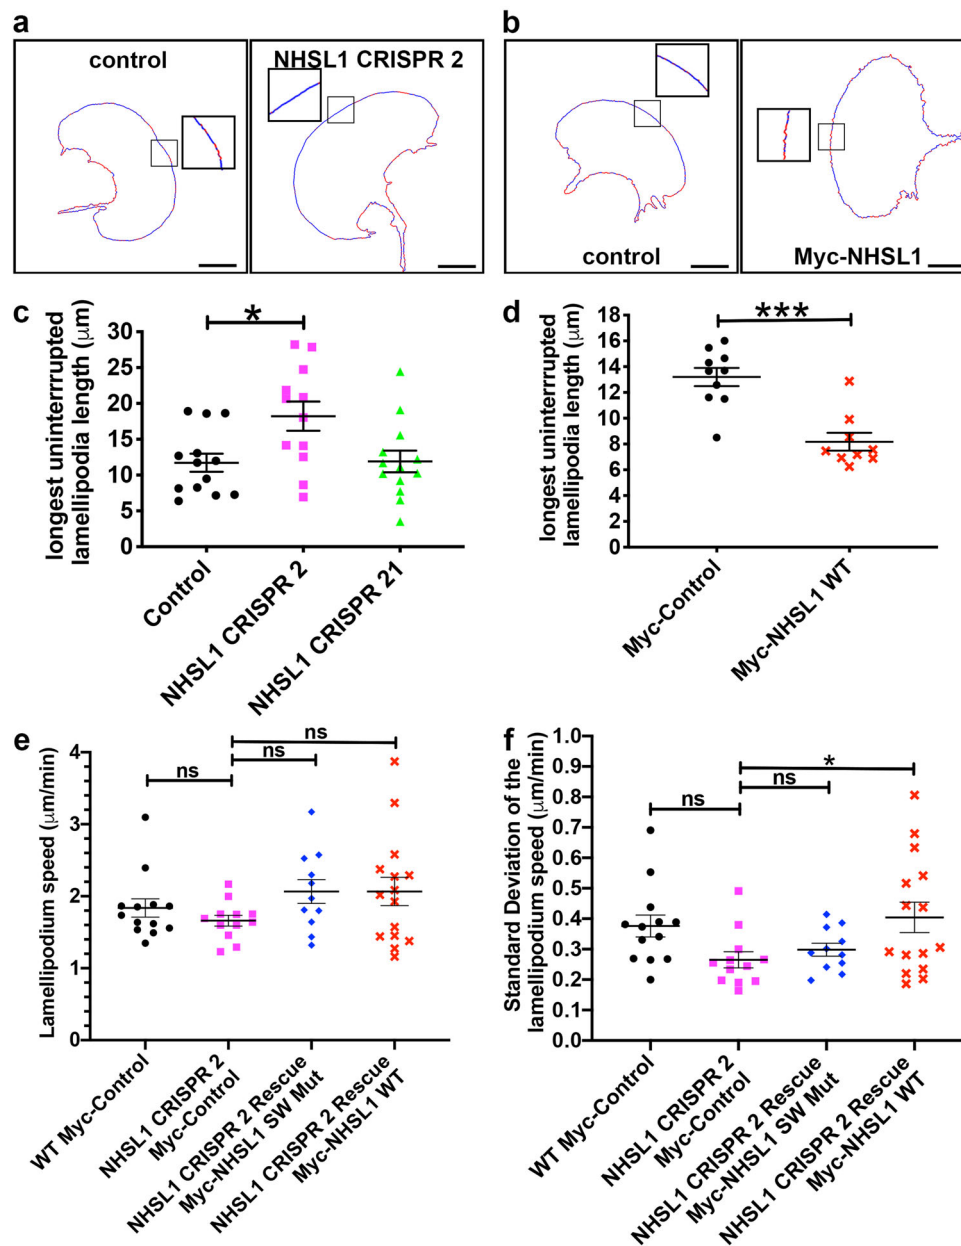 a
control
NHSL1 CRISPR 2
b
control
Myc-NHSL1
c
longest uninterrrupted
lamellipodia length (μm)
30
25
20
15
10
5
0
*
Control
NHSL1 CRISPR 2
NHSL1 CRISPR 21
d
longest uninterrrupted
lamellipodia length (μm)
18
16
14
12
10
8
6
4
2
0
***
Myc-Control
Myc-NHSL1 WT
e
Lamellipodium speed (μm/min)
4
3
2
1
0
ns
ns
ns
WT Myc-Control
NHSL1 CRISPR 2
Myc-Control
NHSL1 CRISPR 2 Rescue
Myc-NHSL1 SW Mut
NHSL1 CRISPR 2 Rescue
Myc-NHSL1 WT
f
Standard Deviation of the
lamellipodium speed (μm/min)
1.0
0.9
0.8
0.7
0.6
0.5
0.4
0.3
0.2
0.1
0.0
ns
ns
*
WT Myc-Control
NHSL1 CRISPR 2
Myc-Control
NHSL1 CRISPR 2 Rescue
Myc-NHSL1 SW Mut
NHSL1 CRISPR 2 Rescue
Myc-NHSL1 WT